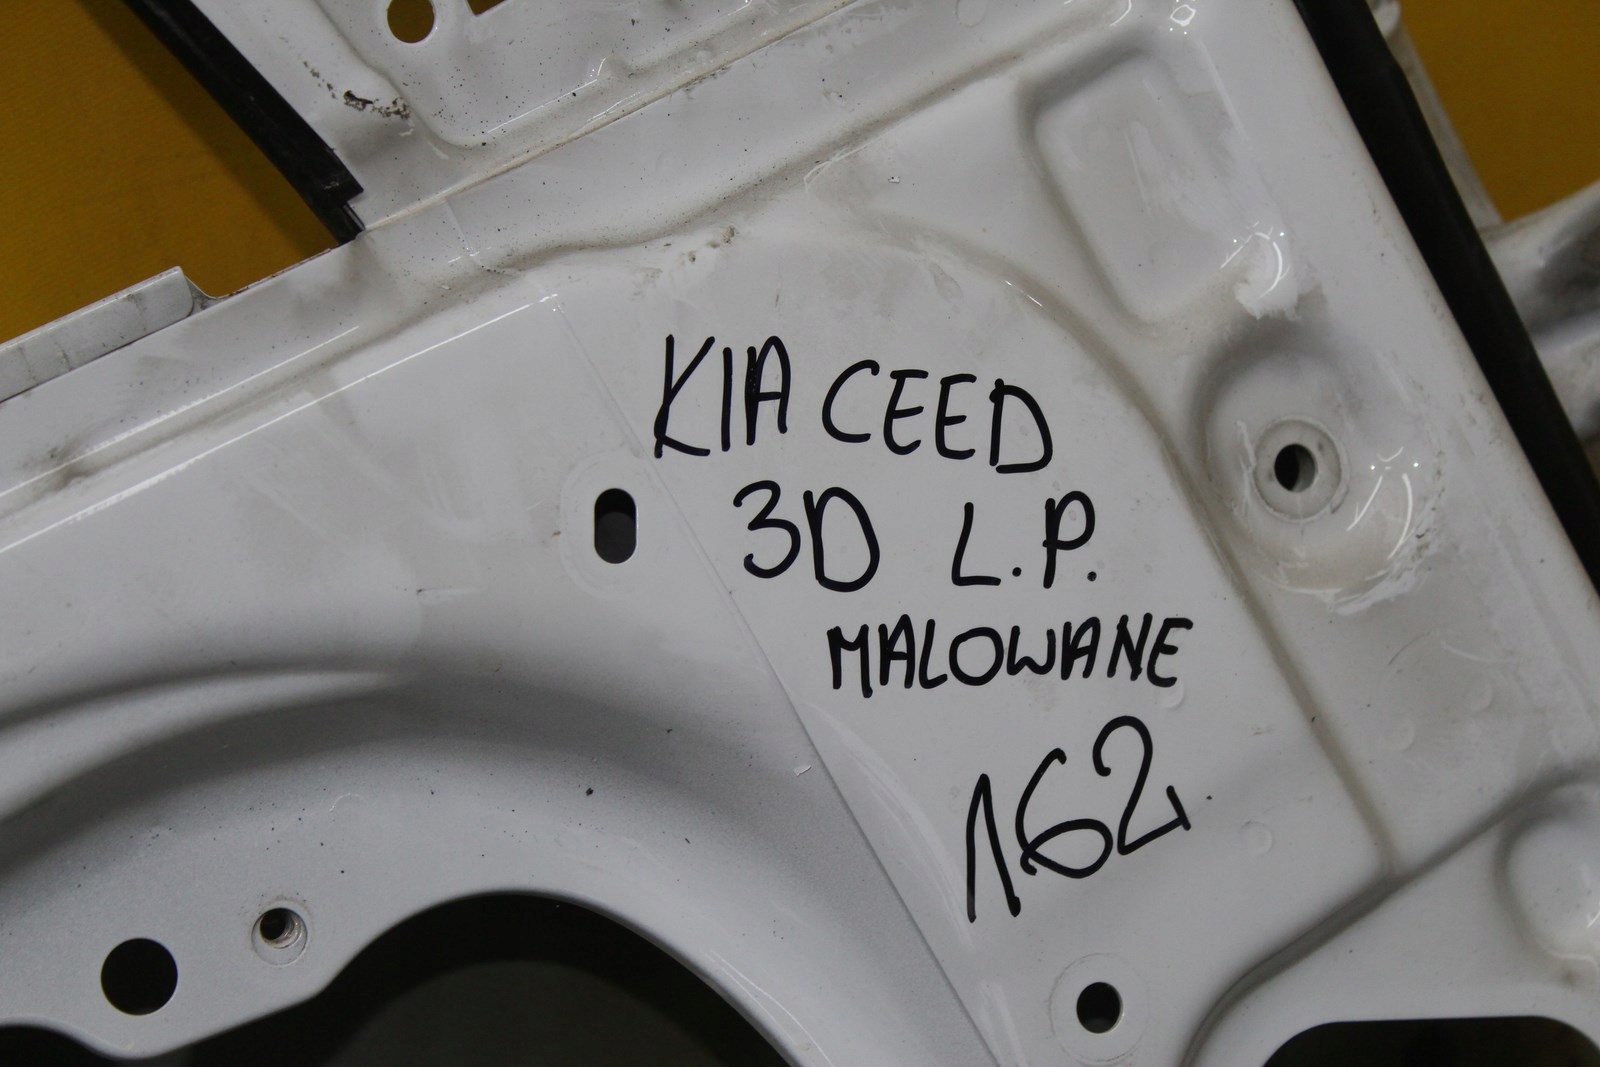 KIA CEED
3D L.P.
MALOWANE
162